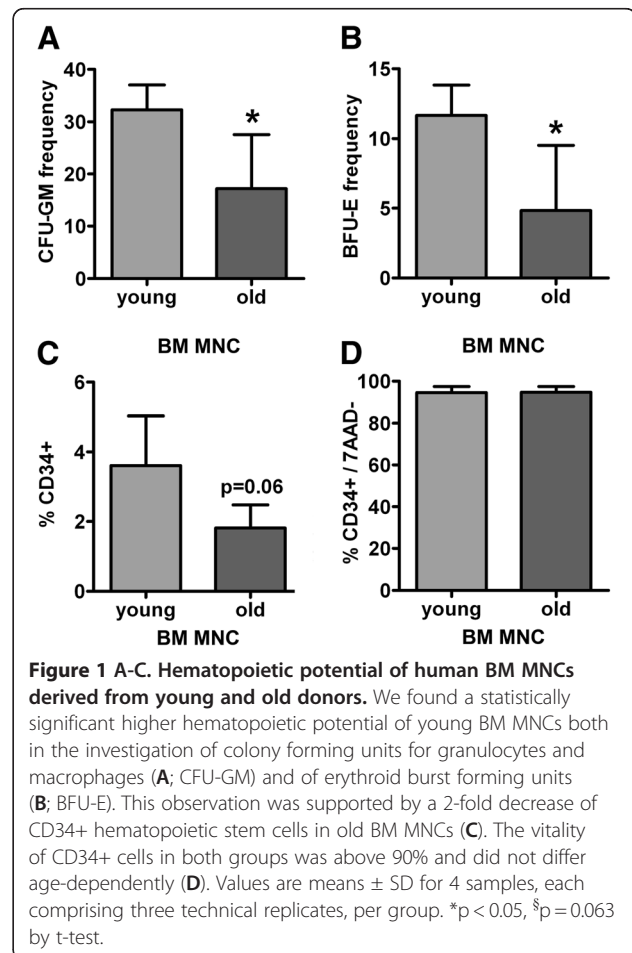 A
CFU-GM frequency
40
30
20
10
0
*
young old
BM MNC
B
BFU-E frequency
15
10
5
0
*
young old
BM MNC
C
% CD34+
6
4
2
0
p=0.06
young old
BM MNC
D
% CD34+ / 7AAD-
100
80
60
40
20
0
young old
BM MNC
Figure 1 A-C. Hematopoietic potential of human BM MNCs
derived from young and old donors. We found a statistically
significant higher hematopoietic potential of young BM MNCs both
in the investigation of colony forming units for granulocytes and
macrophages (A; CFU-GM) and of erythroid burst forming units
(B; BFU-E). This observation was supported by a 2-fold decrease of
CD34+ hematopoietic stem cells in old BM MNCs (C). The vitality
of CD34+ cells in both groups was above 90% and did not differ
age-dependently (D). Values are means ± SD for 4 samples, each
comprising three technical replicates, per group. *p < 0.05, §p = 0.063
by t-test.